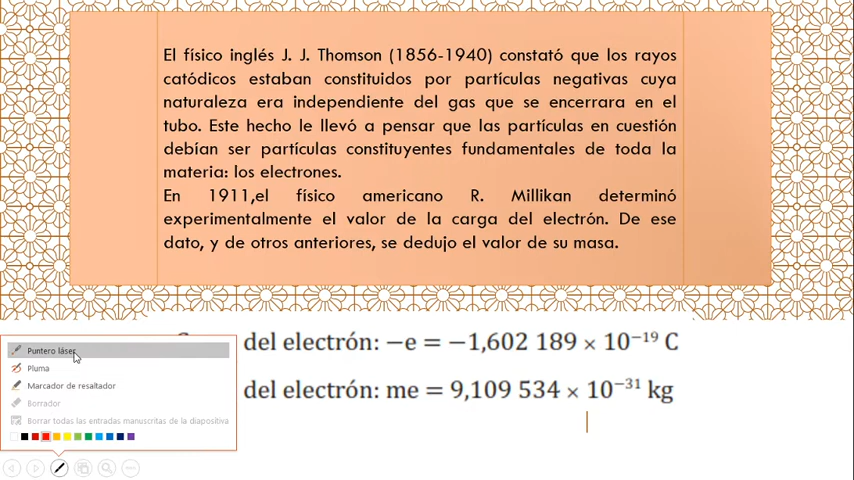 El físico inglés J. J. Thomson (1856-1940) constató que los rayos
catódicos estaban constituidos por partículas negativas cuya
naturaleza era independiente del gas que se encerrara en el
tubo. Este hecho le llevó a pensar que las partículas en cuestión
debían ser partículas constituyentes fundamentales de toda la
materia: los electrones.
En 1911,el físico americano R. Millikan determinó
experimentalmente el valor de la carga del electrón. De ese
dato, y de otros anteriores, se dedujo el valor de su masa.
del electrón: −e = −1,602 189 × 10⁻¹⁹ C
del electrón: me = 9,109 534 × 10⁻³¹ kg
Puntero láser
Pluma
Marcador de resaltador
Borrador
Borrar todas las entradas manuscritas de la diapositiva